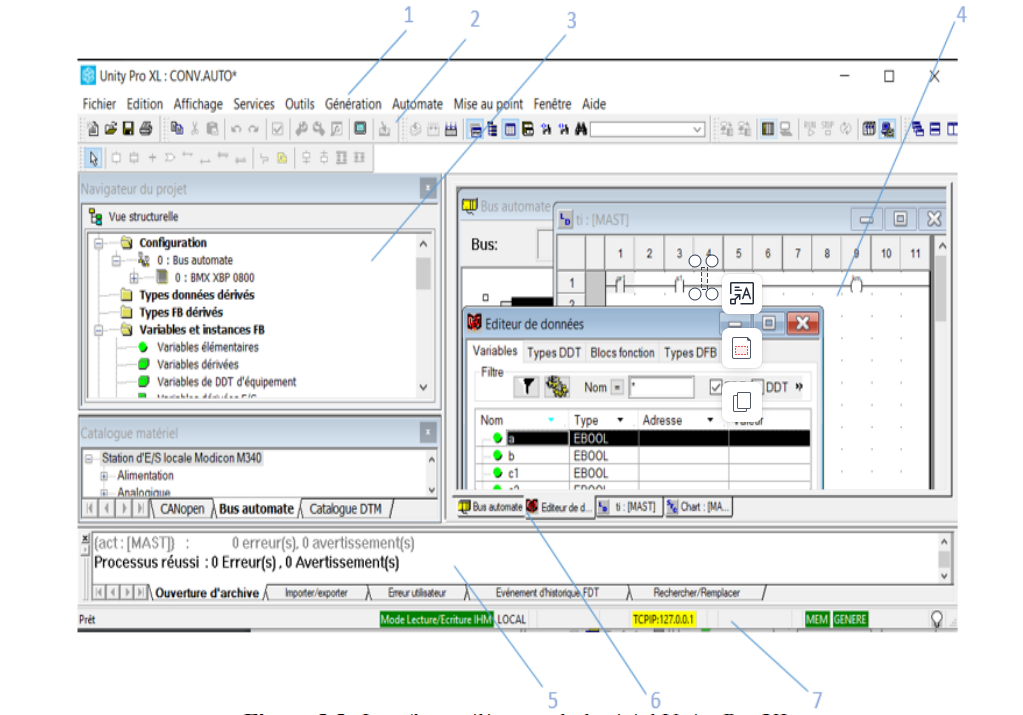 1
2
3
4
Unity Pro XL : CONV.AUTO*
Fichier Edition Affichage Services Outils Génération Automate Mise au point Fenêtre Aide
Navigateur du projet
Vue structurelle
Configuration
0 : Bus automate
0 : BMX XBP 0800
Types données dérivés
Types FB dérivés
Variables et instances FB
Variables élémentaires
Variables dérivées
Variables de DDT d'équipement
Catalogue matériel
Station d'E/S locale Modicon M340
Alimentation
Analogique
CANopen Bus automate Catalogue DTM
Bus automate
Bus:
ti : [MAST]
1 2 3 4 5 6 7 8 9 10 11
1
2
Editeur de données
Variables Types DDT Blocs fonction Types DFB
Filtre
Nom = * DDT
Nom Type Adresse
a EBOOL
b EBOOL
c1 EBOOL
EBOOL
Bus automate Editeur de d... ti : [MAST] Chart : [MA...
{act : [MAST]} : 0 erreur(s), 0 avertissement(s)
Processus réussi : 0 Erreur(s) , 0 Avertissement(s)
Ouverture d'archive Importer/exporter Erreur utilisateur Evénement d'historique FDT Rechercher/Remplacer
Prêt Mode Lecture/Ecriture IHM LOCAL TCPIP:127.0.0.1 MEM GENERE
5
6
7